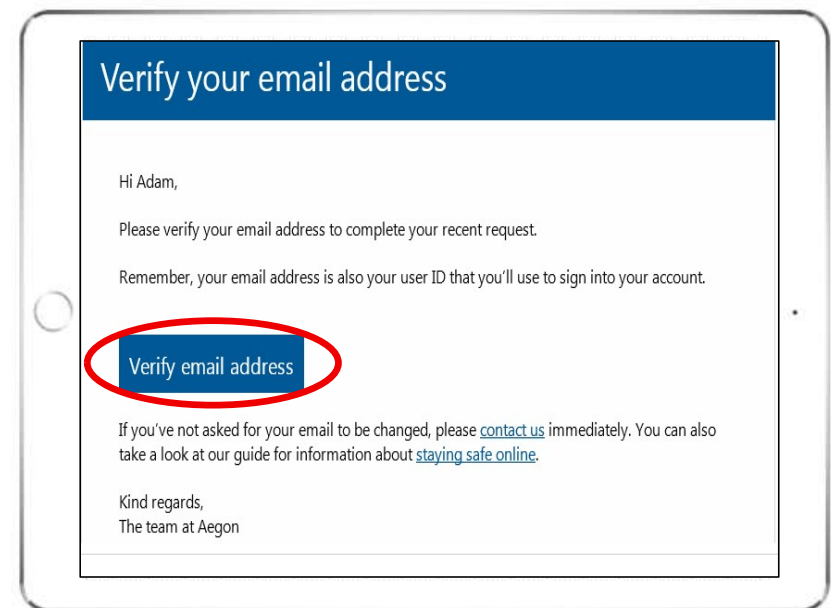 Verify your email address
Hi Adam,
Please verify your email address to complete your recent request.
Remember, your email address is also your user ID that you'll use to sign into your account.
Verify email address
If you've not asked for your email to be changed, please contact us immediately. You can also
take a look at our guide for information about staying safe online.
Kind regards,
The team at Aegon